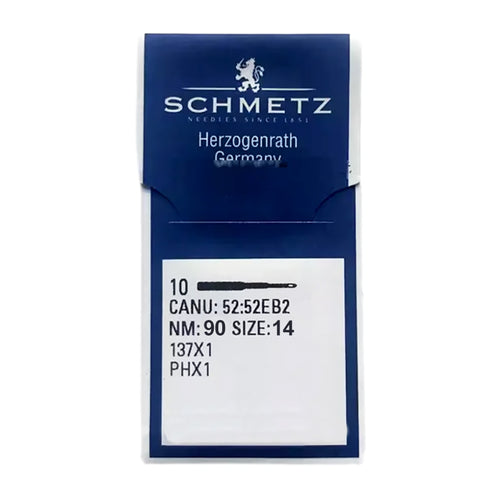 SCHMETZ
NEEDLES SINCE 1851
Herzogenrath
Germany
10
CANU: 52:52EB2
NM: 90 SIZE: 14
137X1
PHX1